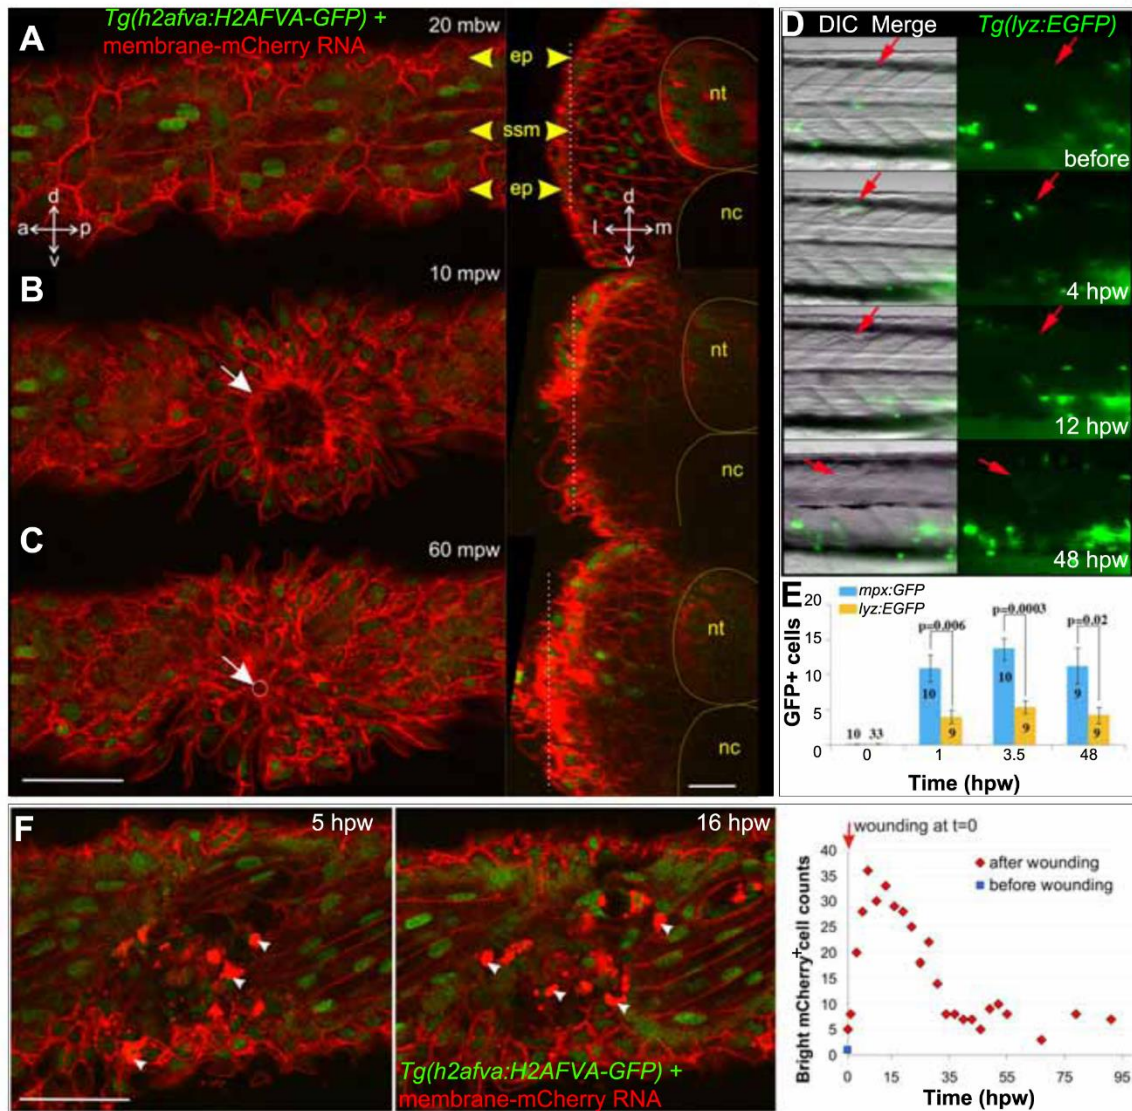 A
Tg(h2afva:H2AFVA-GFP) +
membrane-mCherry RNA
20 mbw
ep
ssm
ep
nt
nc
d
a p
v
d
l m
v
B
10 mpw
nt
nc
C
60 mpw
nt
nc
D
DIC Merge
Tg(lyz:EGFP)
before
4 hpw
12 hpw
48 hpw
E
mpx:GFP
lyz:EGFP
GFP+ cells
20
15
10
5
0
p=0.006
p=0.0003
p=0.02
10 33
10 9
10 9
9 9
0 1 3.5 48
Time (hpw)
F
5 hpw
16 hpw
Tg(h2afva:H2AFVA-GFP) +
membrane-mCherry RNA
wounding at t=0
after wounding
before wounding
Bright mCherry+cell counts
40
35
30
25
20
15
10
5
0
0 15 35 55 75 95
Time (hpw)